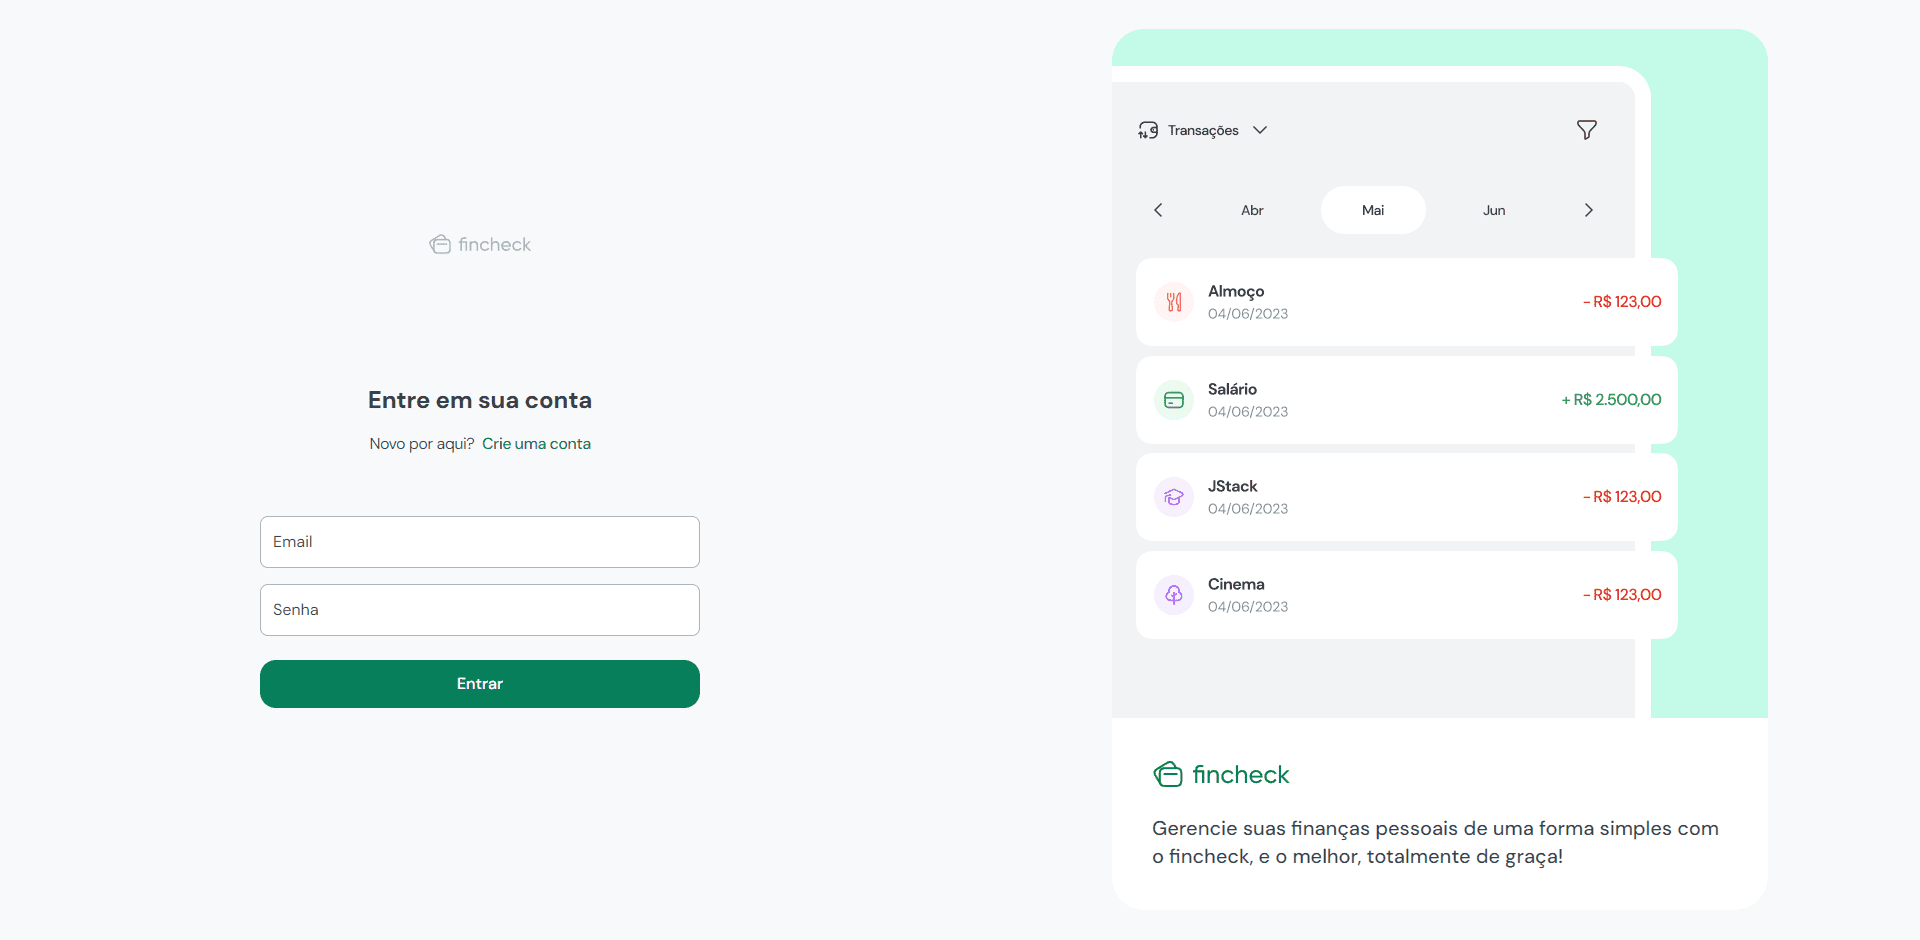 fincheck
Entre em sua conta
Novo por aqui? Crie uma conta
Email
Senha
Entrar
Transações
Abr Mai Jun
Almoço
04/06/2023
- R$ 123,00
Salário
04/06/2023
+ R$ 2.500,00
JStack
04/06/2023
- R$ 123,00
Cinema
04/06/2023
- R$ 123,00
fincheck
Gerencie suas finanças pessoais de uma forma simples com
o fincheck, e o melhor, totalmente de graça!